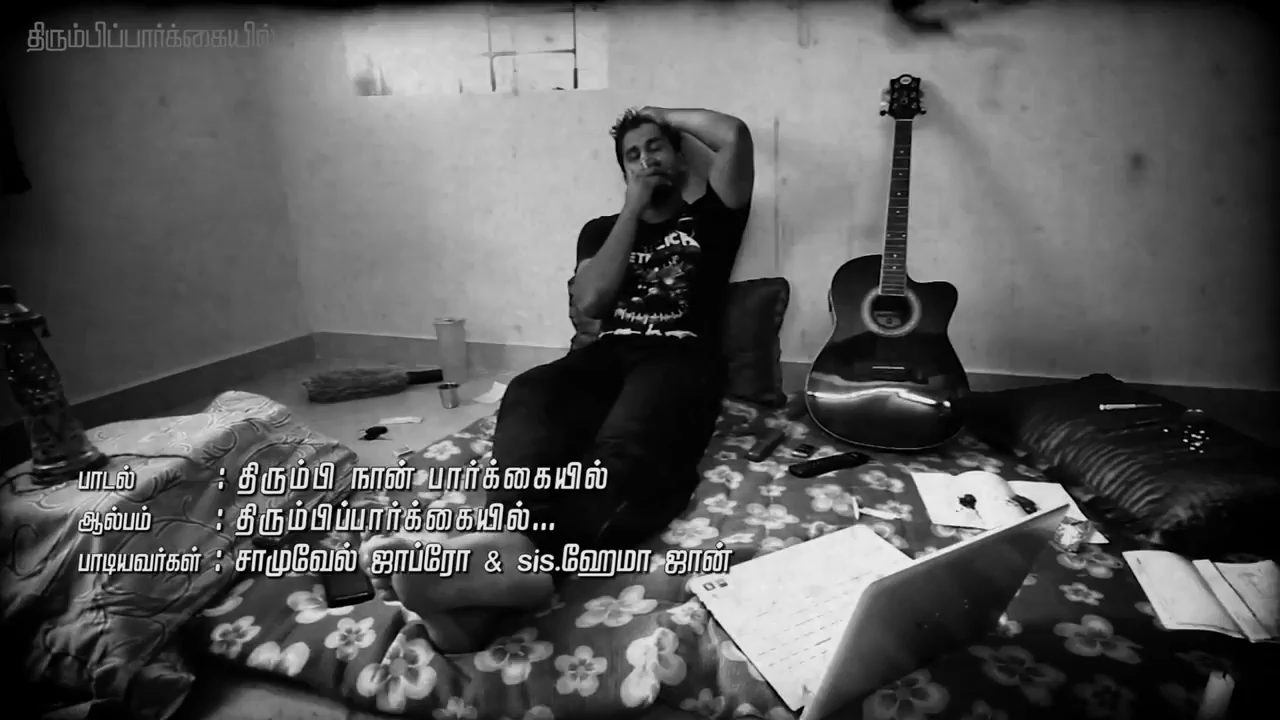 திரும்பிப்பார்க்கையில்
பாடல் : திரும்பி நான் பார்க்கையில்
ஆல்பம் : திரும்பிப்பார்க்கையில்...
பாடியவர்கள் : சாமுவேல் ஜாப்ரோ & sis.ஹேமா ஜான்